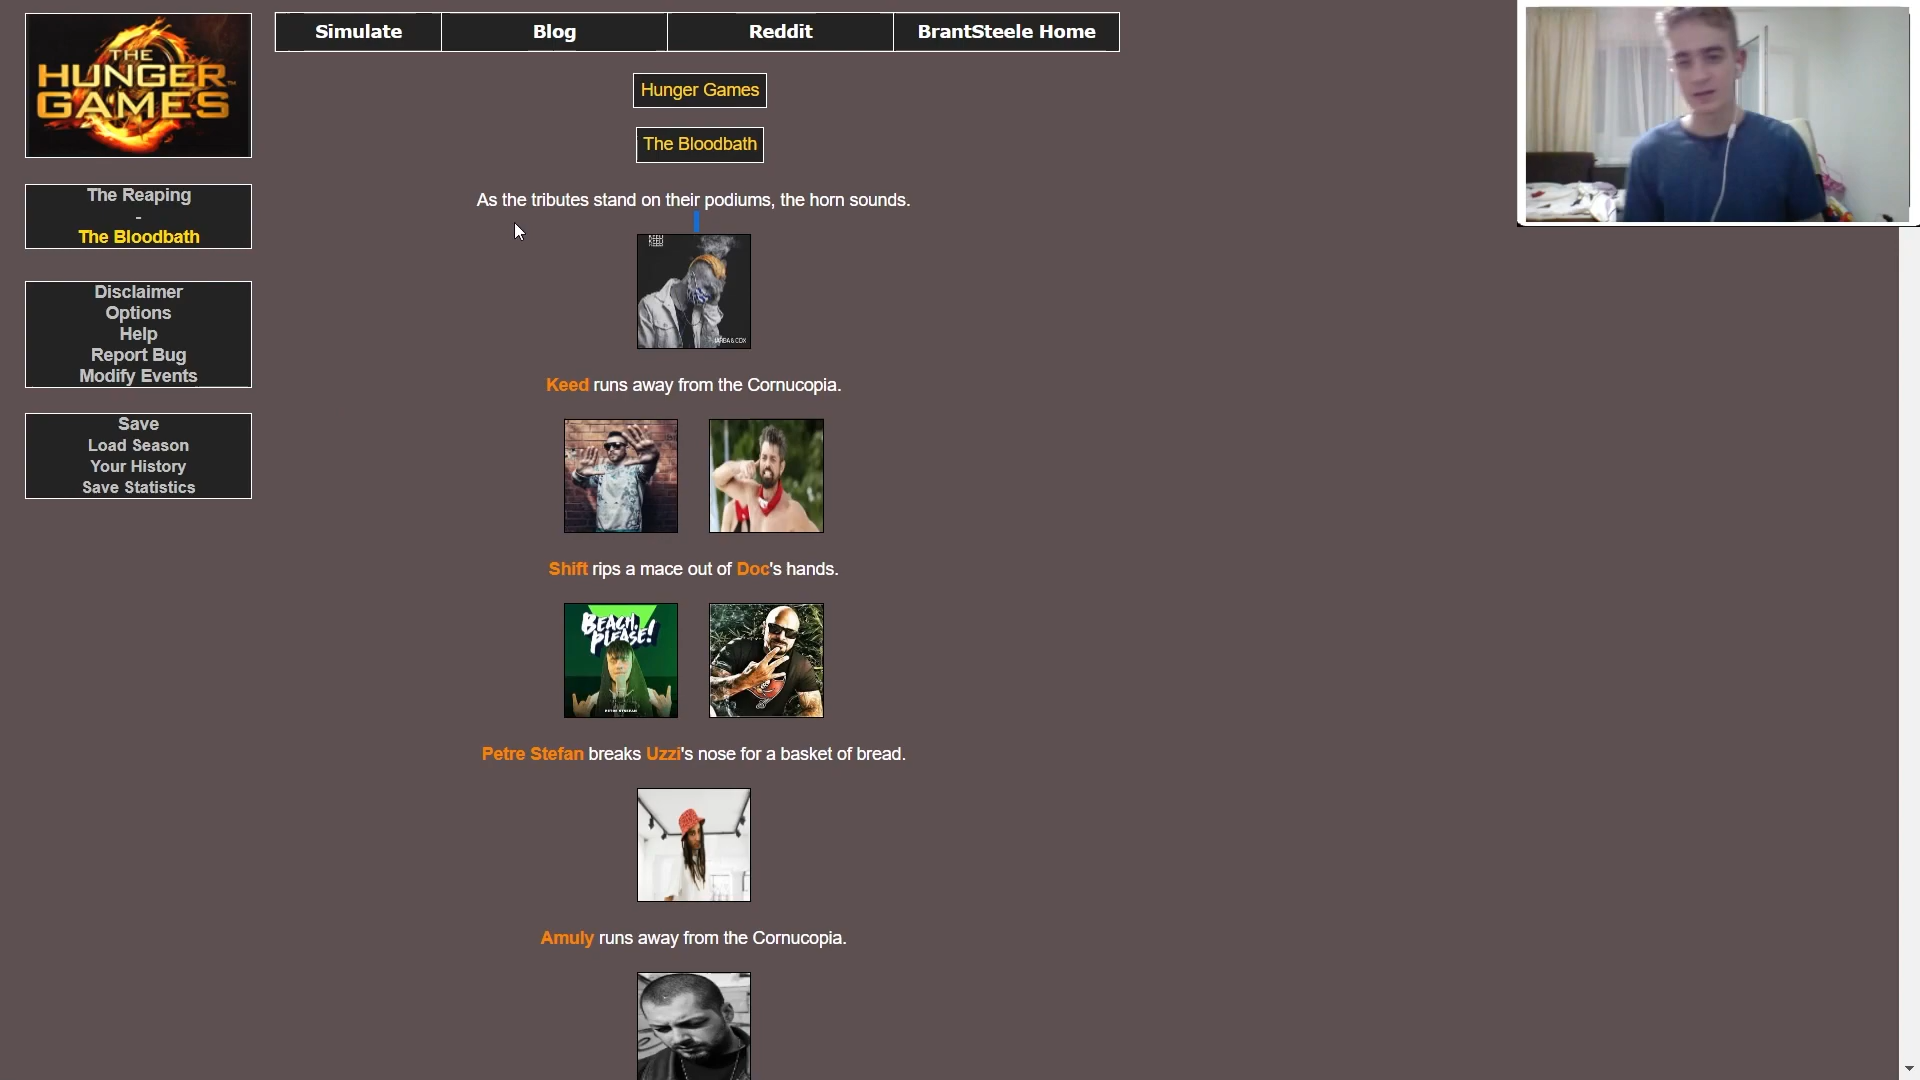 THE
HUNGER
GAMES
Simulate
Blog
Reddit
BrantSteele Home
Hunger Games
The Bloodbath
The Reaping
-
The Bloodbath
Disclaimer
Options
Help
Report Bug
Modify Events
Save
Load Season
Your History
Save Statistics
As the tributes stand on their podiums, the horn sounds.
Keed runs away from the Cornucopia.
Shift rips a mace out of Doc's hands.
BEACH,
PLEASE!
PETRE STEFAN
Petre Stefan breaks Uzzi's nose for a basket of bread.
Amuly runs away from the Cornucopia.